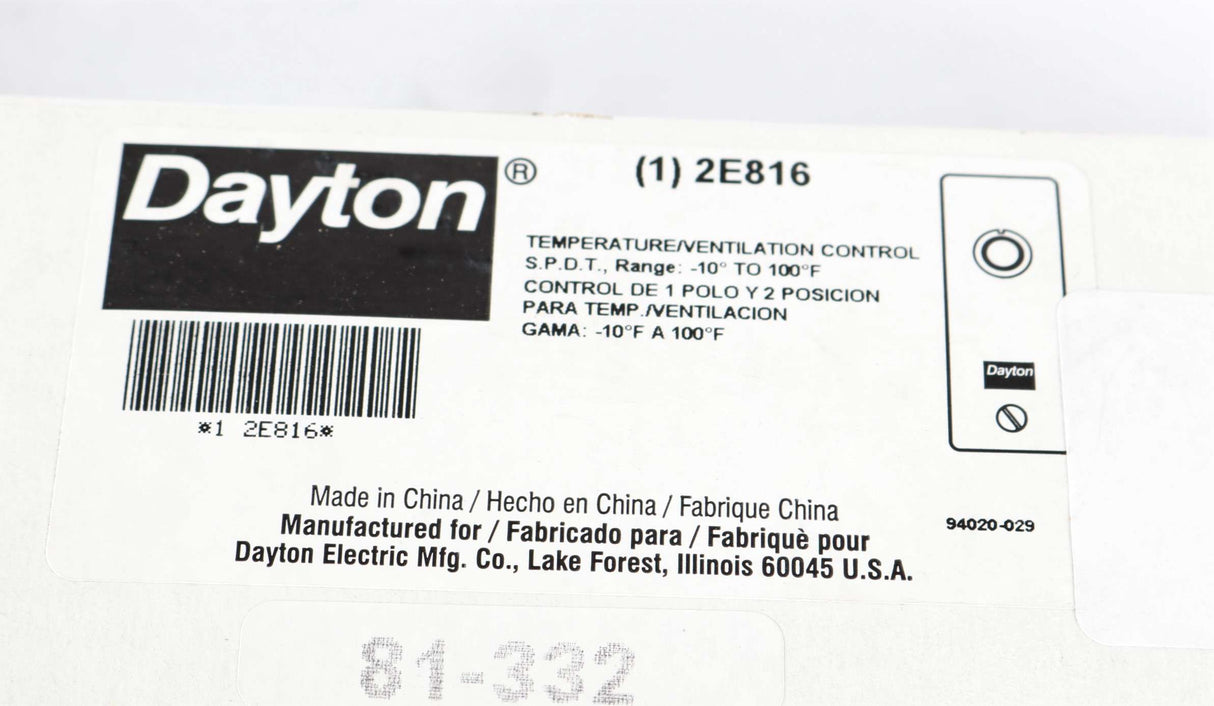 Dayton®
(1) 2E816
TEMPERATURE/VENTILATION CONTROL
S.P.D.T., Range: -10° TO 100°F
CONTROL DE 1 POLO Y 2 POSICION
PARA TEMP./VENTILACION
GAMA: -10°F A 100°F
*1 2E816*
Dayton
Made in China / Hecho en China / Fabrique China
Manufactured for / Fabricado para / Fabriquè pour
Dayton Electric Mfg. Co., Lake Forest, Illinois 60045 U.S.A.
94020-029
81-332